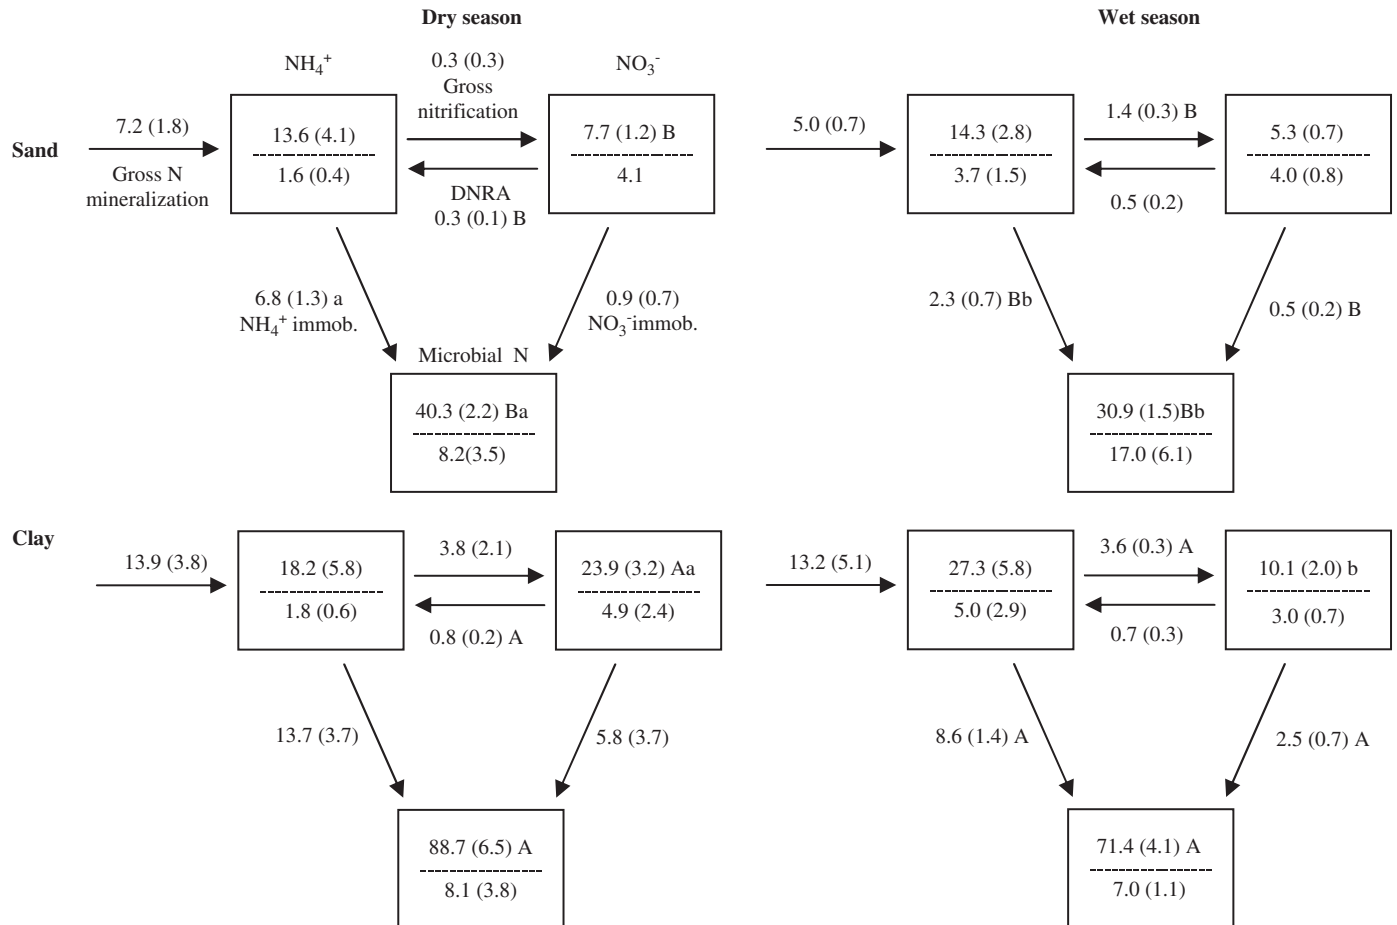 Dry season
Wet season
NH₄⁺
0.3 (0.3)
Gross
nitrification
NO₃⁻
Sand
7.2 (1.8)
Gross N
mineralization
13.6 (4.1)
1.6 (0.4)
DNRA
0.3 (0.1) B
7.7 (1.2) B
4.1
5.0 (0.7)
14.3 (2.8)
3.7 (1.5)
1.4 (0.3) B
0.5 (0.2)
5.3 (0.7)
4.0 (0.8)
6.8 (1.3) a
NH₄⁺ immob.
0.9 (0.7)
NO₃⁻immob.
2.3 (0.7) Bb
0.5 (0.2) B
Microbial N
40.3 (2.2) Ba
8.2(3.5)
30.9 (1.5)Bb
17.0 (6.1)
Clay
13.9 (3.8)
18.2 (5.8)
1.8 (0.6)
3.8 (2.1)
0.8 (0.2) A
23.9 (3.2) Aa
4.9 (2.4)
13.2 (5.1)
27.3 (5.8)
5.0 (2.9)
3.6 (0.3) A
0.7 (0.3)
10.1 (2.0) b
3.0 (0.7)
13.7 (3.7)
5.8 (3.7)
8.6 (1.4) A
2.5 (0.7) A
88.7 (6.5) A
8.1 (3.8)
71.4 (4.1) A
7.0 (1.1)